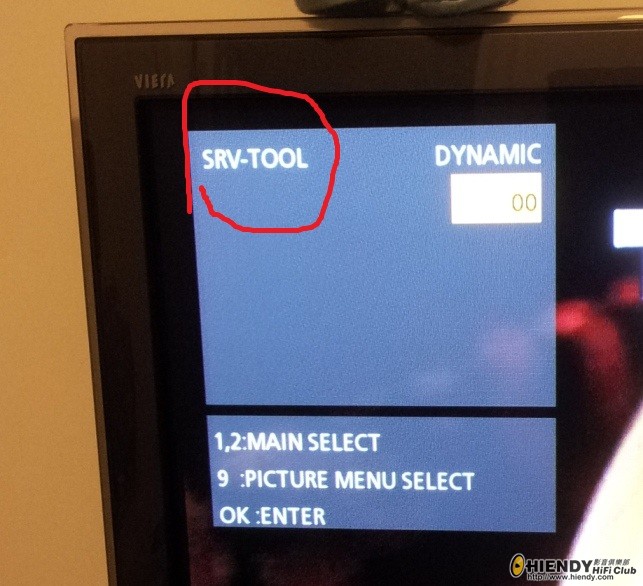 VIERA
SRV-TOOL
DYNAMIC
00
1,2:MAIN SELECT
9 :PICTURE MENU SELECT
OK :ENTER
HIENDY 影音俱樂部 HiFi Club
http://www.hiendy.com